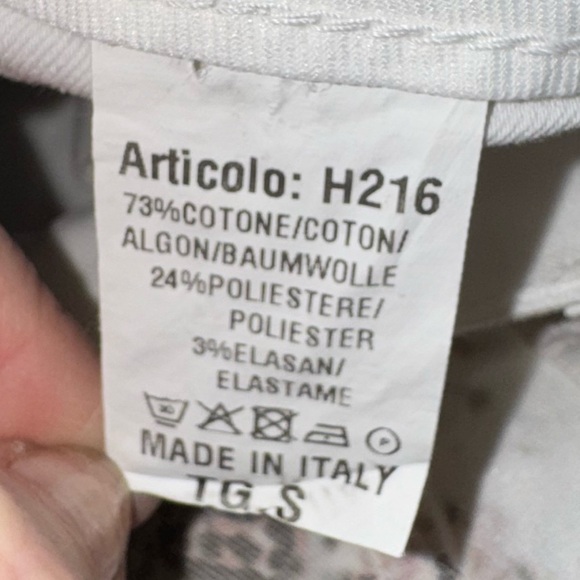 Articolo: H216
73%COTONE/COTON/
ALGON/BAUMWOLLE
24%POLIESTERE/
POLIESTER
3%ELASAN/
ELASTAME
MADE IN ITALY
TG.S